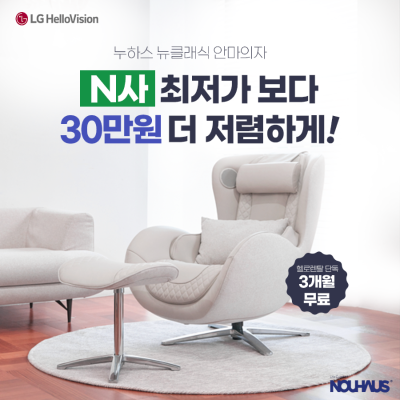 LG HelloVision
누하스 뉴클래식 안마의자
N사 최저가 보다
30만원 더 저렴하게!
헬로렌탈 단독
3개월
무료
NOUHAUS